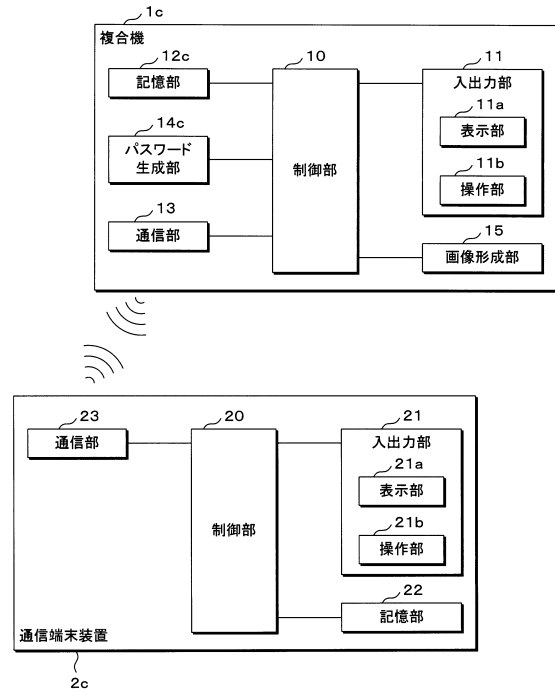 1c
複合機
12c
記憶部
10
制御部
11
入出力部
11a
表示部
11b
操作部
14c
パスワード
生成部
13
通信部
15
画像形成部
23
通信部
20
制御部
21
入出力部
21a
表示部
21b
操作部
22
記憶部
通信端末装置
2c